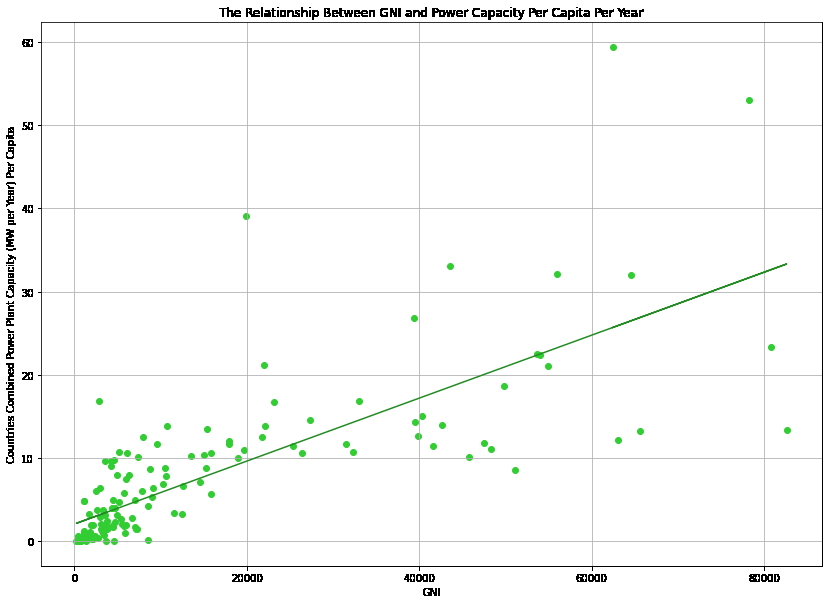 The Relationship Between GNI and Power Capacity Per Capita Per Year
Countries Combined Power Plant Capacity (MW per Year) Per Capita
60
50
40
30
20
10
0
0 20000 40000 60000 80000
GNI